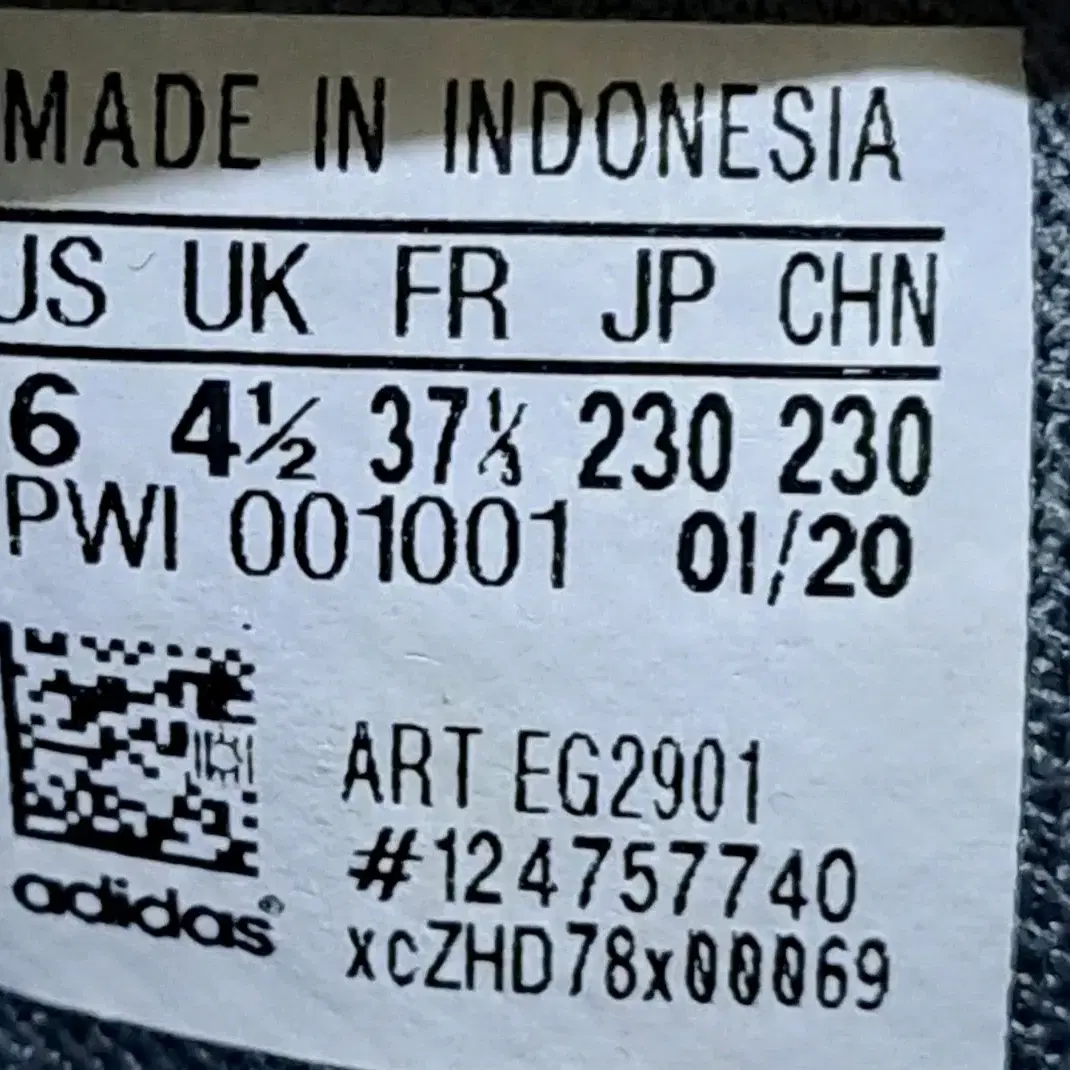 MADE IN INDONESIA
US UK FR JP CHN
6 4½ 37⅓ 230 230
PWI 001001 01/20
ART EG2901
#124757740
adidas®
xcZHD78x00069